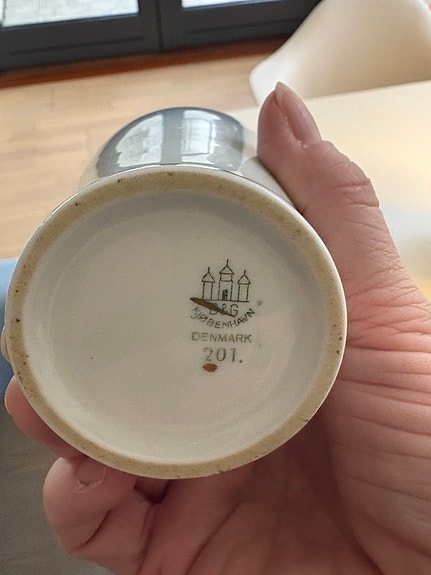 B&G
KJØBENHAVN
DENMARK
201.